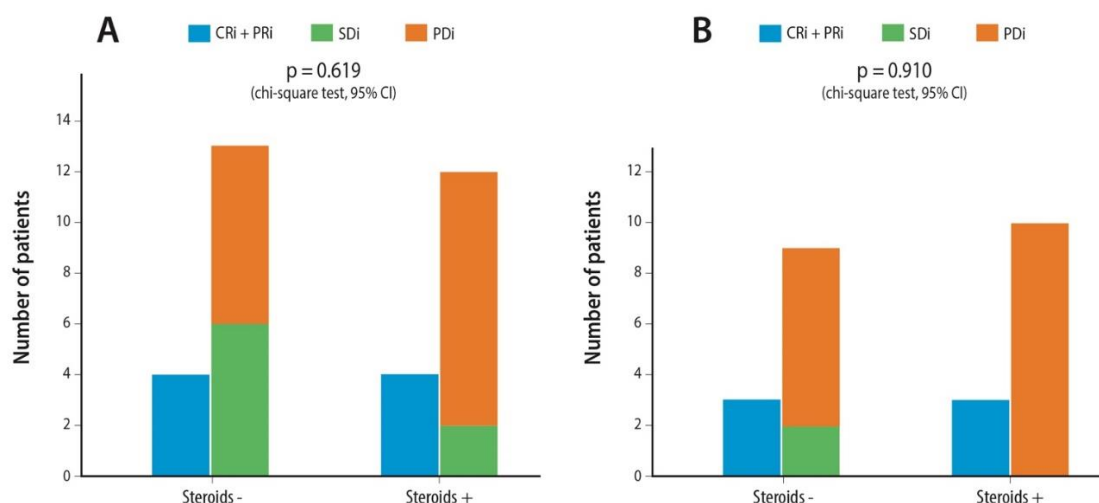 A
CRi + PRi
SDi
PDi
p = 0.619
(chi-square test, 95% CI)
Number of patients
14
12
10
8
6
4
2
0
Steroids -
Steroids +
B
CRi + PRi
SDi
PDi
p = 0.910
(chi-square test, 95% CI)
Number of patients
12
10
8
6
4
2
0
Steroids -
Steroids +